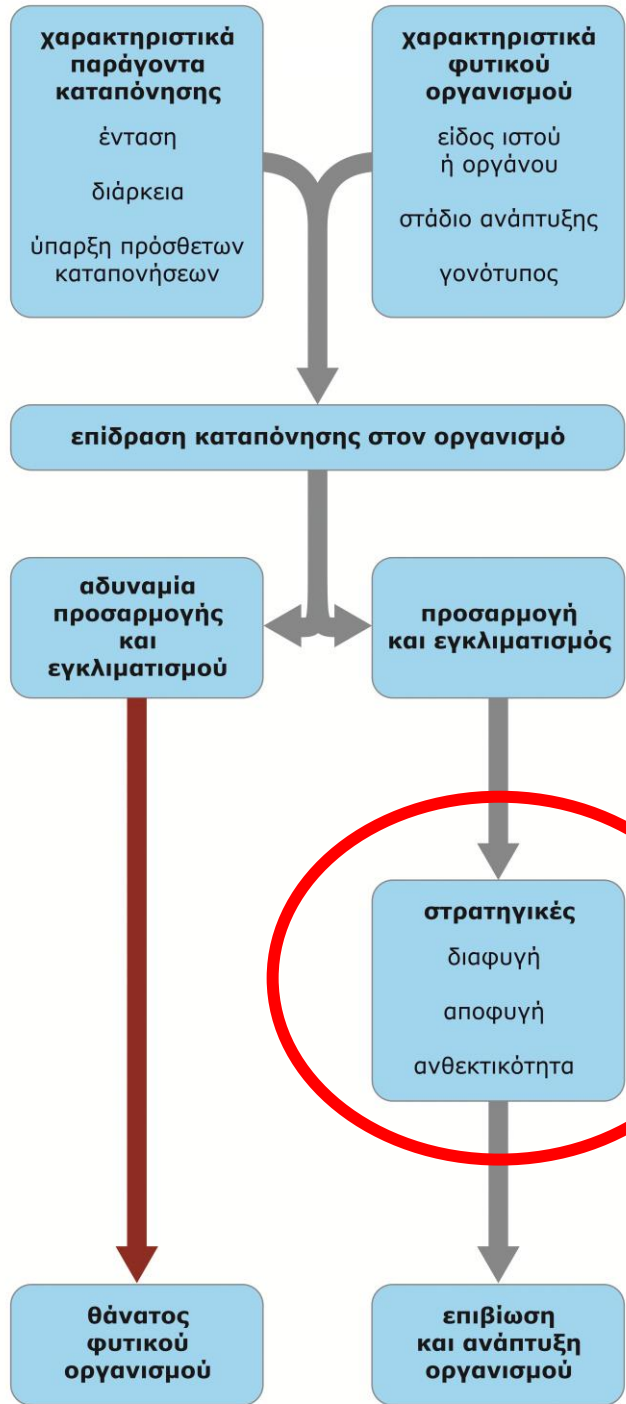 χαρακτηριστικά
παράγοντα
καταπόνησης
ένταση
διάρκεια
ύπαρξη πρόσθετων
καταπονήσεων
χαρακτηριστικά
φυτικού
οργανισμού
είδος ιστού
ή οργάνου
στάδιο ανάπτυξης
γονότυπος
επίδραση καταπόνησης στον οργανισμό
αδυναμία
προσαρμογής
και
εγκλιματισμού
προσαρμογή
και εγκλιματισμός
στρατηγικές
διαφυγή
αποφυγή
ανθεκτικότητα
θάνατος
φυτικού
οργανισμού
επιβίωση
και ανάπτυξη
οργανισμού